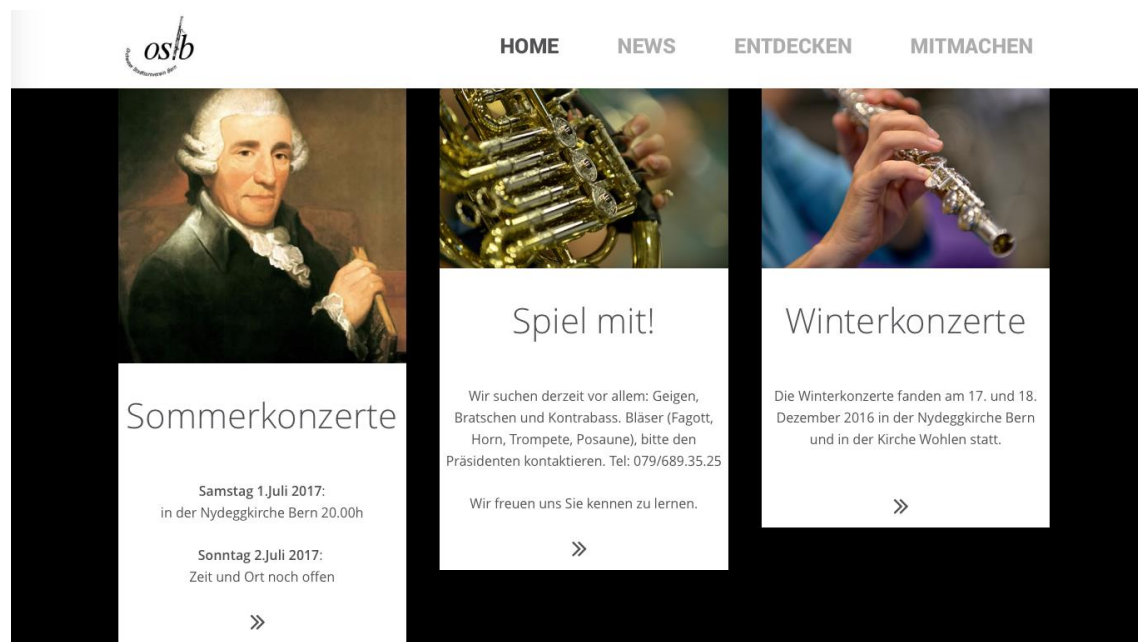 osb
HOME
NEWS
ENTDECKEN
MITMACHEN
Sommerkonzerte
Samstag 1.Juli 2017:
in der Nydeggkirche Bern 20.00h
Sonntag 2.Juli 2017:
Zeit und Ort noch offen
Spiel mit!
Wir suchen derzeit vor allem: Geigen,
Bratschen und Kontrabass. Bläser (Fagott,
Horn, Trompete, Posaune), bitte den
Präsidenten kontaktieren. Tel: 079/689.35.25
Wir freuen uns Sie kennen zu lernen.
Winterkonzerte
Die Winterkonzerte fanden am 17. und 18.
Dezember 2016 in der Nydeggkirche Bern
und in der Kirche Wohlen statt.